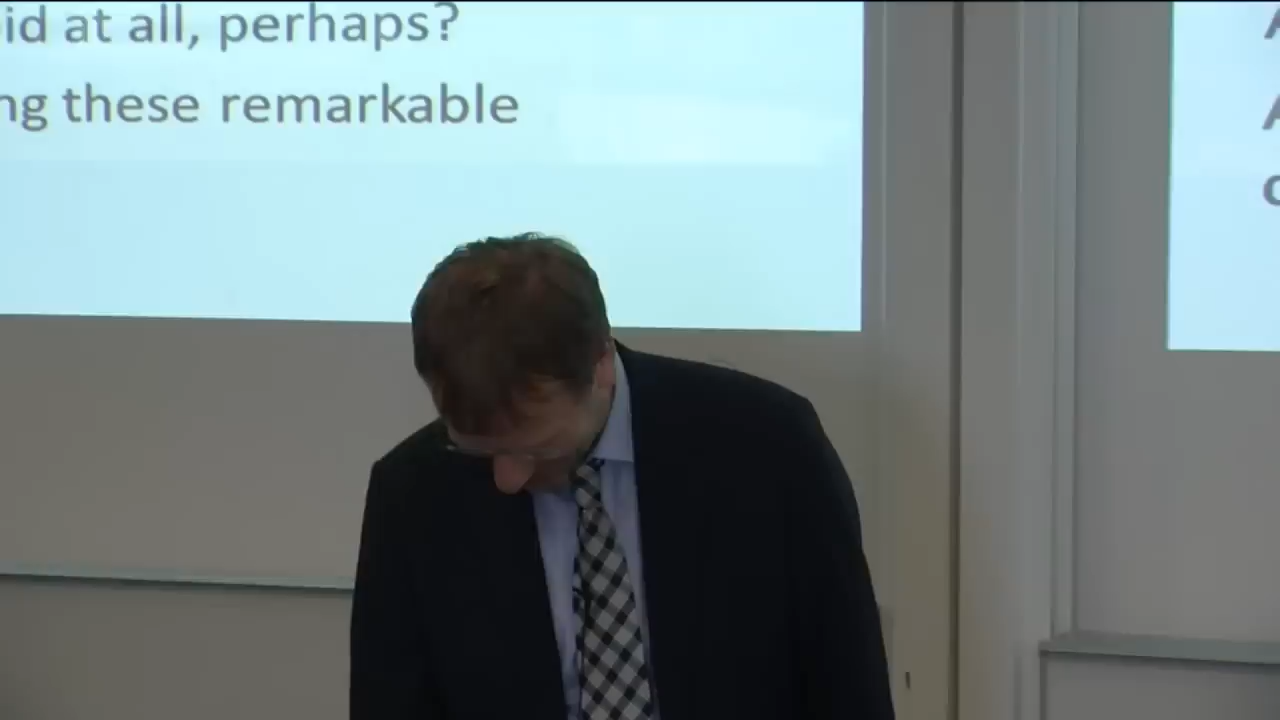 id at all, perhaps?
ng these remarkable
A
A
c